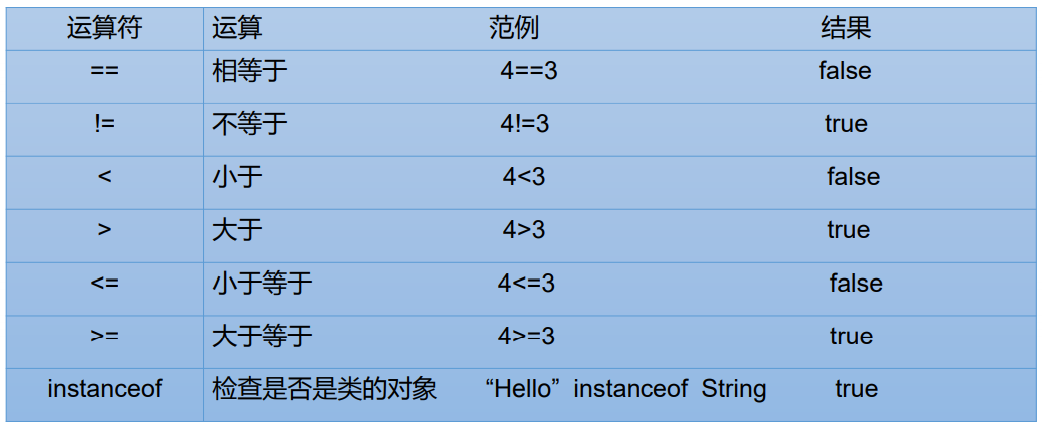 运算符 运算 范例 结果
== 相等于 4==3 false
!= 不等于 4!=3 true
< 小于 4<3 false
> 大于 4>3 true
<= 小于等于 4<=3 false
>= 大于等于 4>=3 true
instanceof 检查是否是类的对象 “Hello” instanceof String true